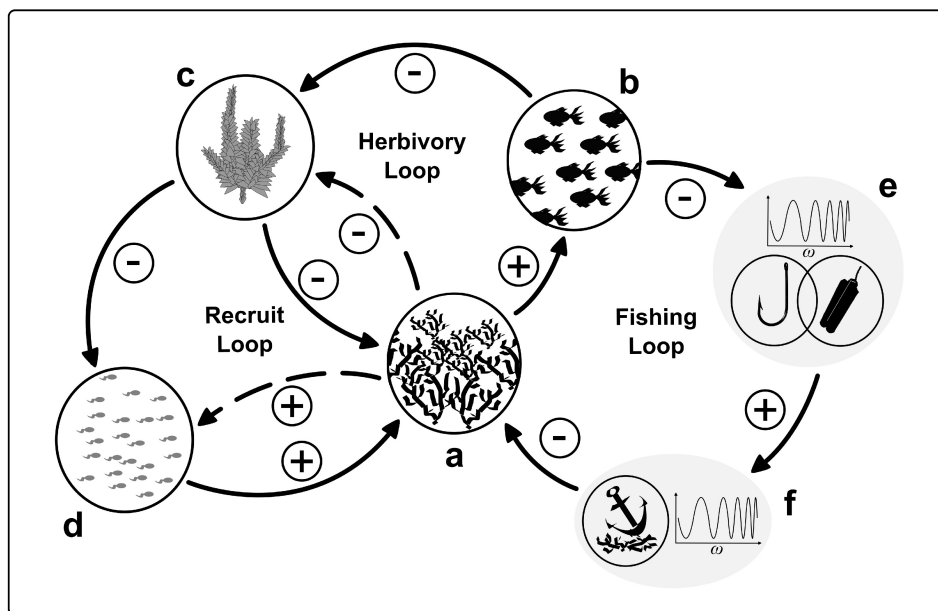 c
b
-
Herbivory
Loop
-
e
-
ω
-
-
+
Recruit
Loop
Fishing
Loop
+
+
+
-
a
d
f
ω